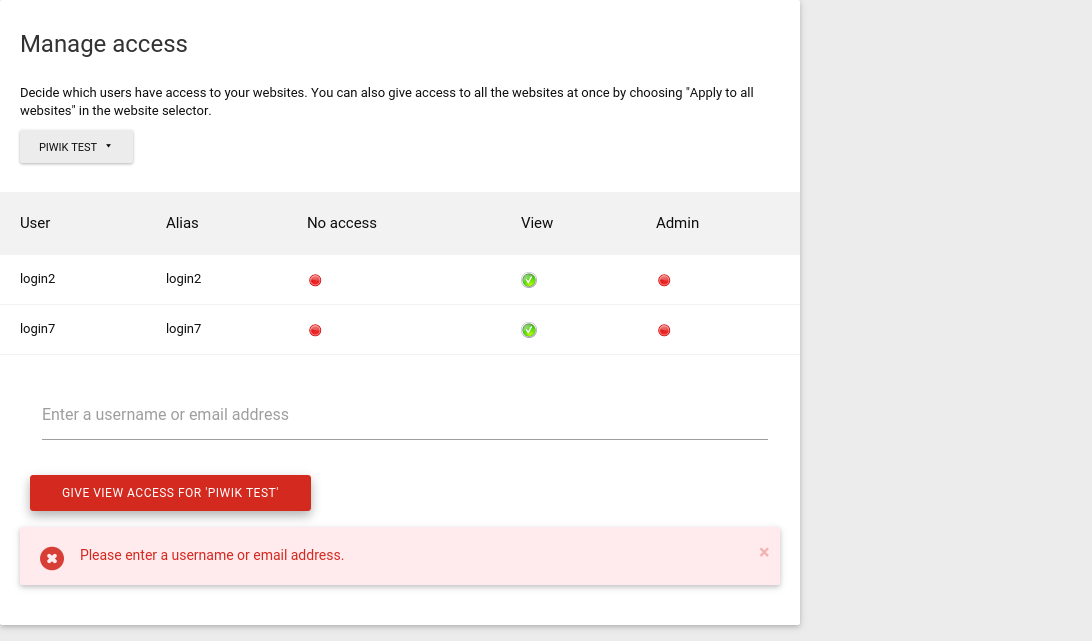 Manage access
Decide which users have access to your websites. You can also give access to all the websites at once by choosing "Apply to all
websites" in the website selector.
PIWIK TEST
User Alias No access View Admin
login2 login2
login7 login7
Enter a username or email address
GIVE VIEW ACCESS FOR 'PIWIK TEST'
Please enter a username or email address.